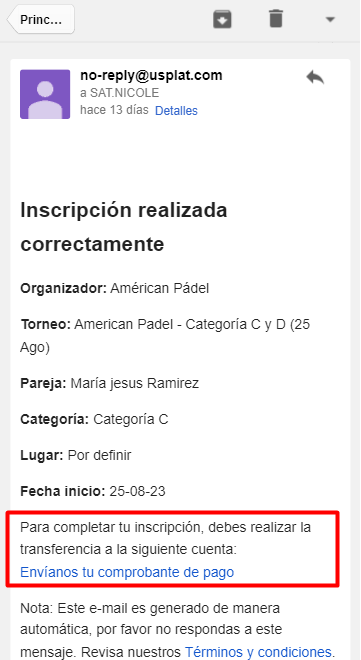 Princ...
no-reply@usplat.com
a SAT.NICOLE
hace 13 días Detalles
Inscripción realizada
correctamente
Organizador: Américan Pádel
Torneo: American Padel - Categoría C y D (25
Ago)
Pareja: María jesus Ramirez
Categoría: Categoría C
Lugar: Por definir
Fecha inicio: 25-08-23
Para completar tu inscripción, debes realizar la
transferencia a la siguiente cuenta:
Envíanos tu comprobante de pago
Nota: Este e-mail es generado de manera
automática, por favor no respondas a este
mensaje. Revisa nuestros Términos y condiciones.